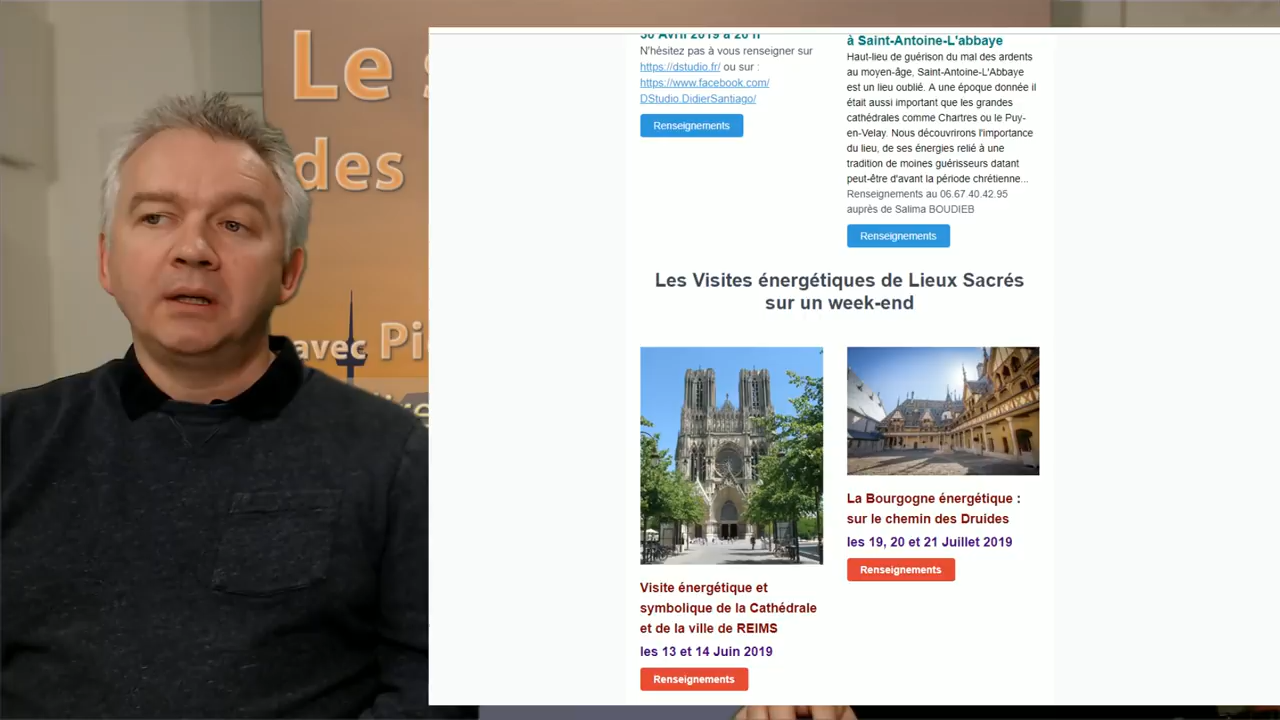 Le
des
avec Pi
30 Avril 2019 à 20 h
N'hésitez pas à vous renseigner sur
https://dstudio.fr/ ou sur :
https://www.facebook.com/
DStudio.DidierSantiago/
Renseignements
à Saint-Antoine-L'abbaye
Haut-lieu de guérison du mal des ardents
au moyen-âge, Saint-Antoine-L'Abbaye
est un lieu oublié. A une époque donnée il
était aussi important que les grandes
cathédrales comme Chartres ou le Puy-
en-Velay. Nous découvrirons l'importance
du lieu, de ses énergies relié à une
tradition de moines guérisseurs datant
peut-être d'avant la période chrétienne...
Renseignements au 06.67.40.42.95
auprès de Salima BOUDIEB
Renseignements
Les Visites énergétiques de Lieux Sacrés
sur un week-end
Visite énergétique et
symbolique de la Cathédrale
et de la ville de REIMS
les 13 et 14 Juin 2019
Renseignements
La Bourgogne énergétique :
sur le chemin des Druides
les 19, 20 et 21 Juillet 2019
Renseignements